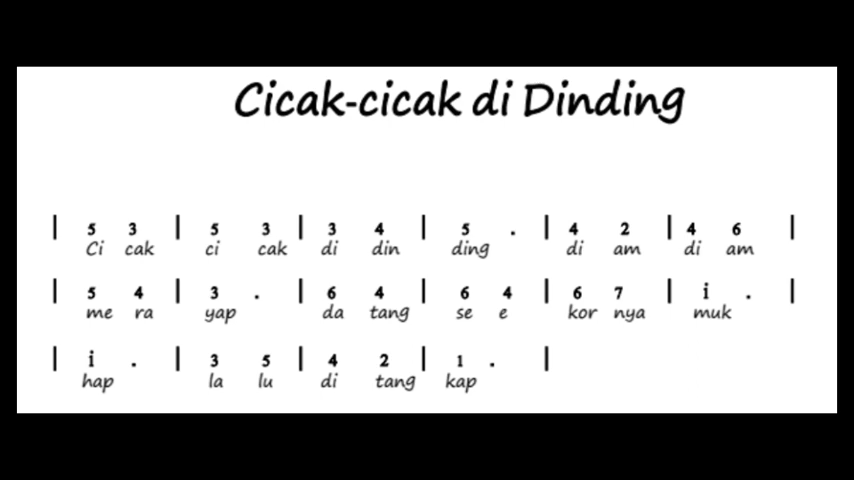 Cicak-cicak di Dinding
| 5 3 | 5 3 | 3 4 | 5 . | 4 2 | 4 6 |
Ci cak ci cak di din ding di am di am
| 5 4 | 3 . | 6 4 | 6 4 | 6 7 | i . |
me ra yap da tang se e kor nya muk
| i . | 3 5 | 4 2 | 1 . |
hap la lu di tang kap